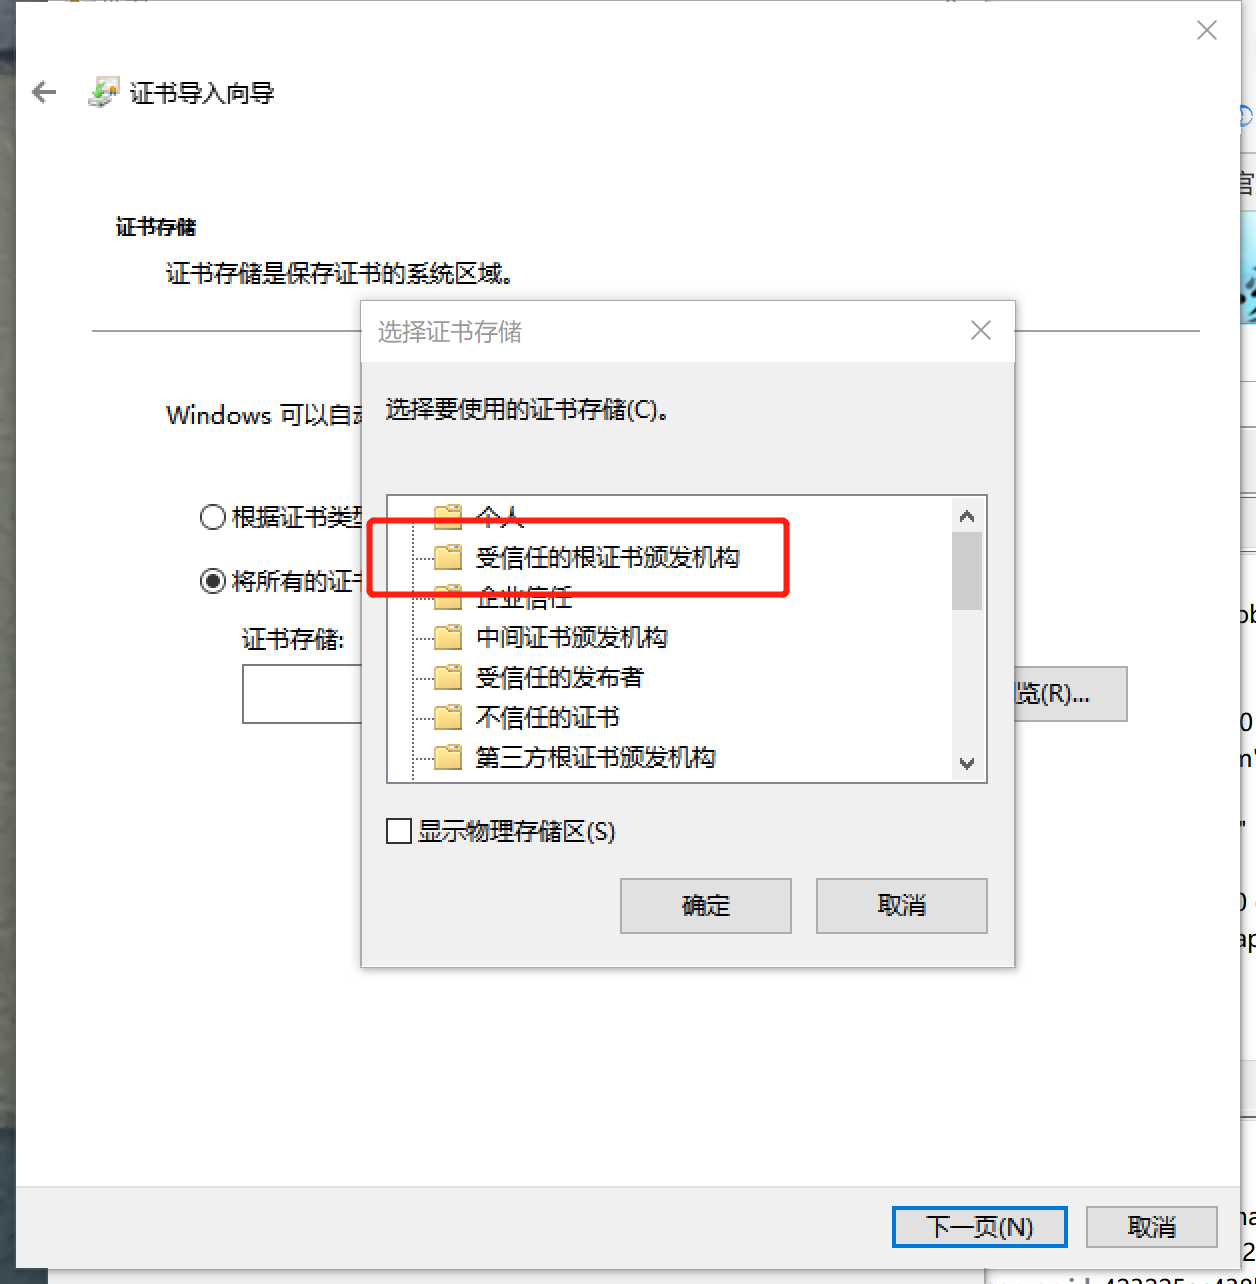 证书导入向导
证书存储
证书存储是保存证书的系统区域。
选择证书存储
Windows 可以自
选择要使用的证书存储(C)。
个人
根据证书类
受信任的根证书颁发机构
将所有的证
企业信任
证书存储:
中间证书颁发机构
受信任的发布者
览(R)...
不信任的证书
第三方根证书颁发机构
显示物理存储区(S)
确定
取消
下一页(N)
取消